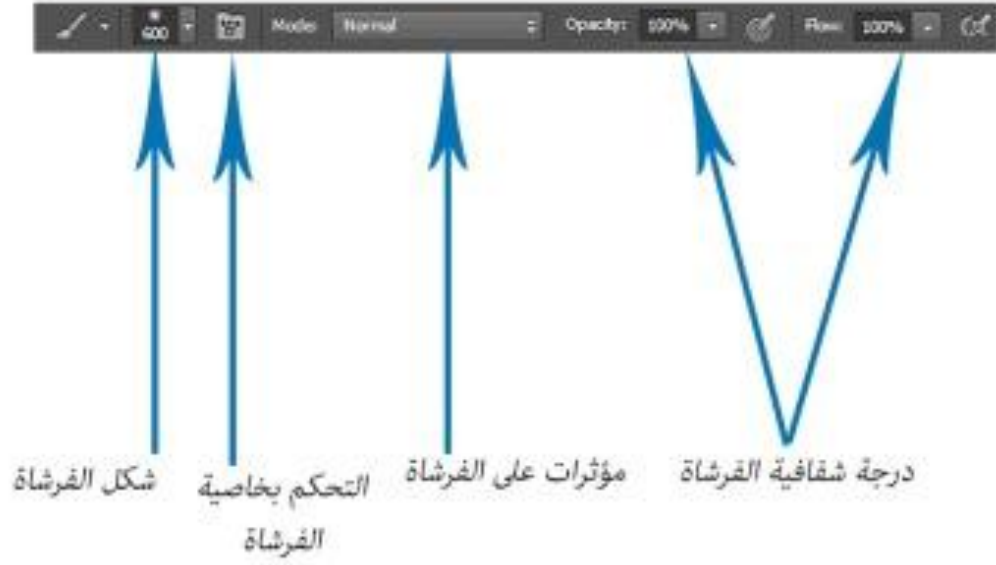 600 Mode: Normal Opacity: 100% Flow: 100%
درجة شفافية الفرشاة
مؤثرات على الفرشاة
التحكم بخاصية
الفرشاة
شكل الفرشاة